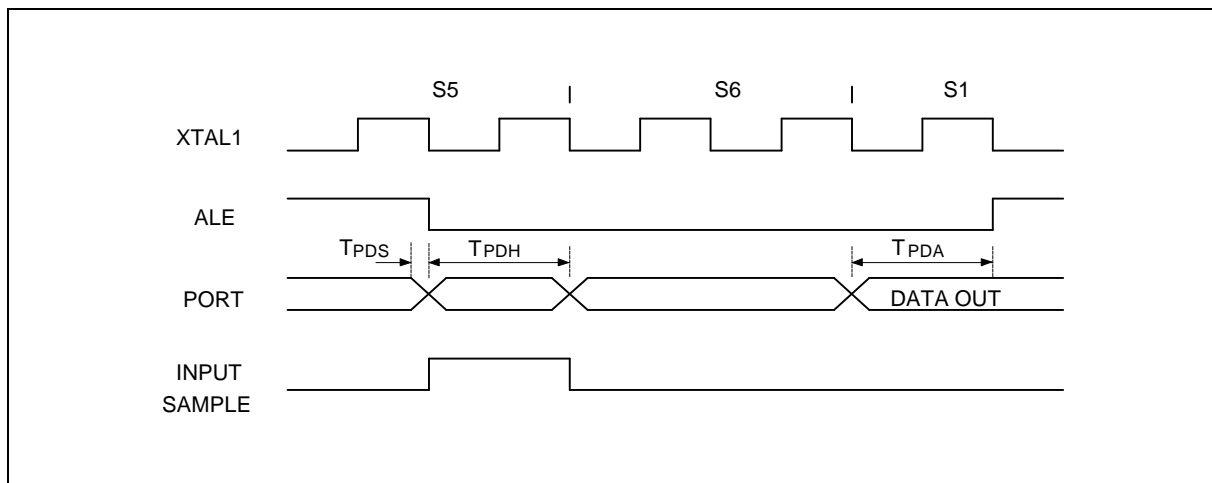 S5 S6 S1
XTAL1
ALE
TPDS TPDH TPDA
PORT DATA OUT
INPUT
SAMPLE